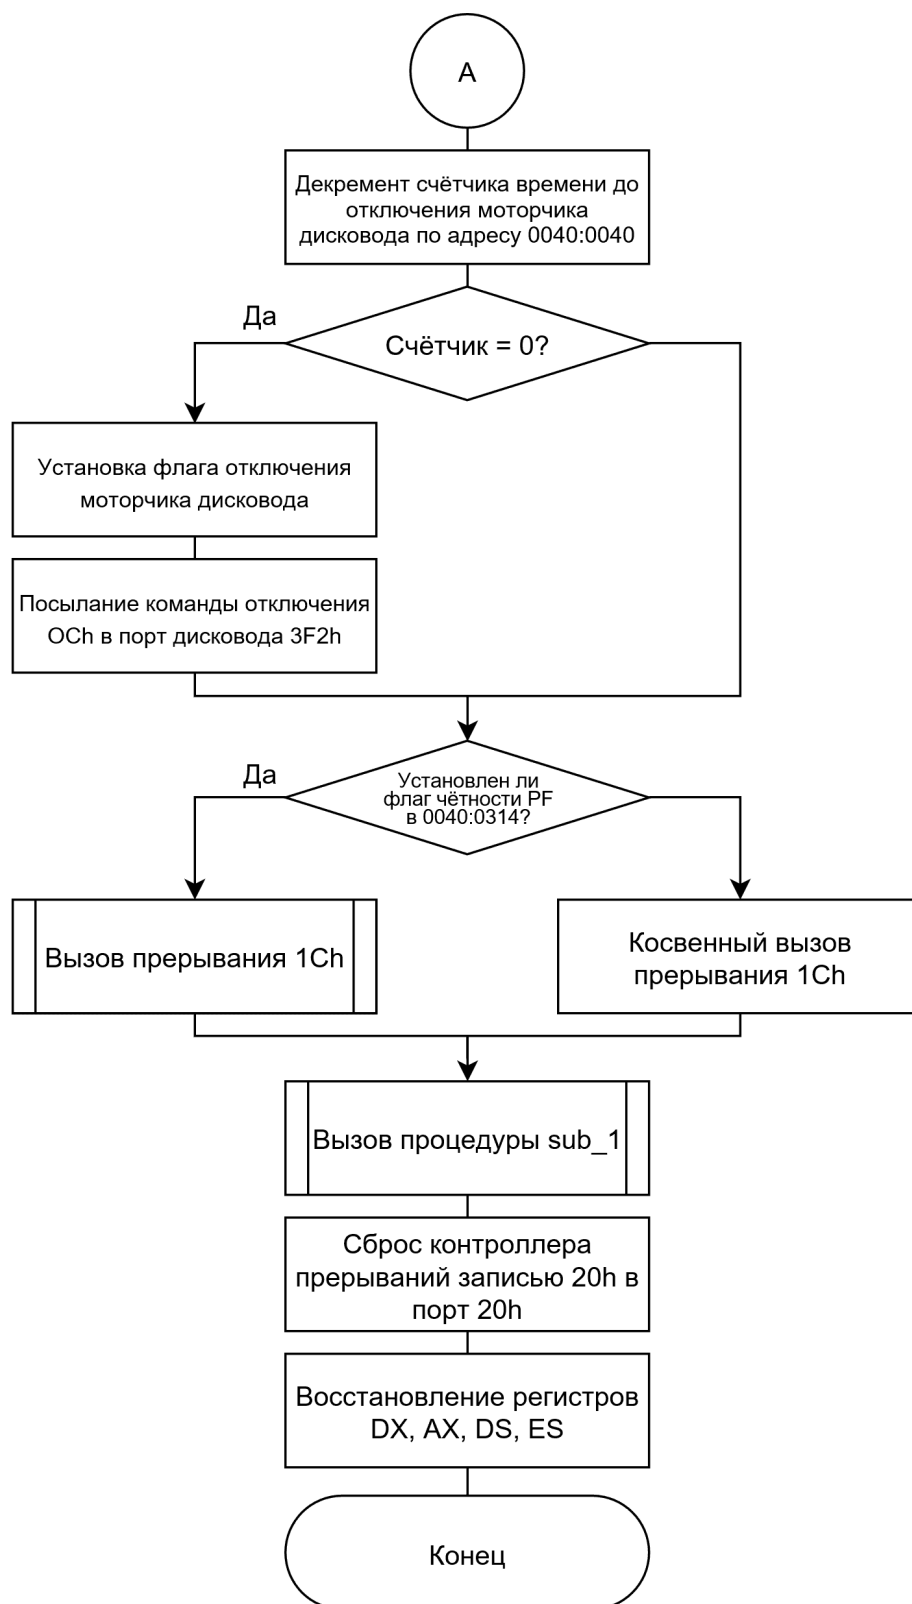 A
Декремент счётчика времени до
отключения моторчика
дисковода по адресу 0040:0040
Да
Счётчик = 0?
Установка флага отключения
моторчика дисковода
Посылание команды отключения
OCh в порт дисковода 3F2h
Да
Установлен ли
флаг чётности PF
в 0040:0314?
Вызов прерывания 1Ch
Косвенный вызов
прерывания 1Ch
Вызов процедуры sub_1
Сброс контроллера
прерываний записью 20h в
порт 20h
Восстановление регистров
DX, AX, DS, ES
Конец